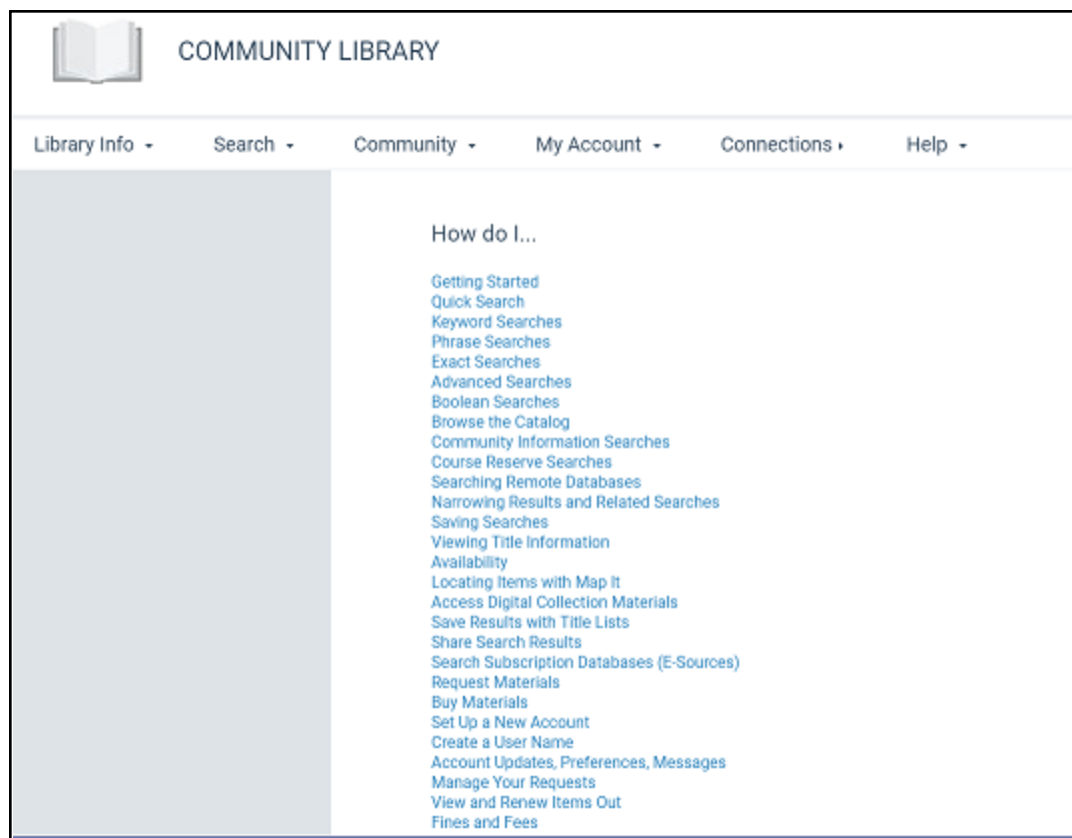 COMMUNITY LIBRARY
Library Info Search Community My Account Connections Help
How do I...
Getting Started
Quick Search
Keyword Searches
Phrase Searches
Exact Searches
Advanced Searches
Boolean Searches
Browse the Catalog
Community Information Searches
Course Reserve Searches
Searching Remote Databases
Narrowing Results and Related Searches
Saving Searches
Viewing Title Information
Availability
Locating Items with Map It
Access Digital Collection Materials
Save Results with Title Lists
Share Search Results
Search Subscription Databases (E-Sources)
Request Materials
Buy Materials
Set Up a New Account
Create a User Name
Account Updates, Preferences, Messages
Manage Your Requests
View and Renew Items Out
Fines and Fees